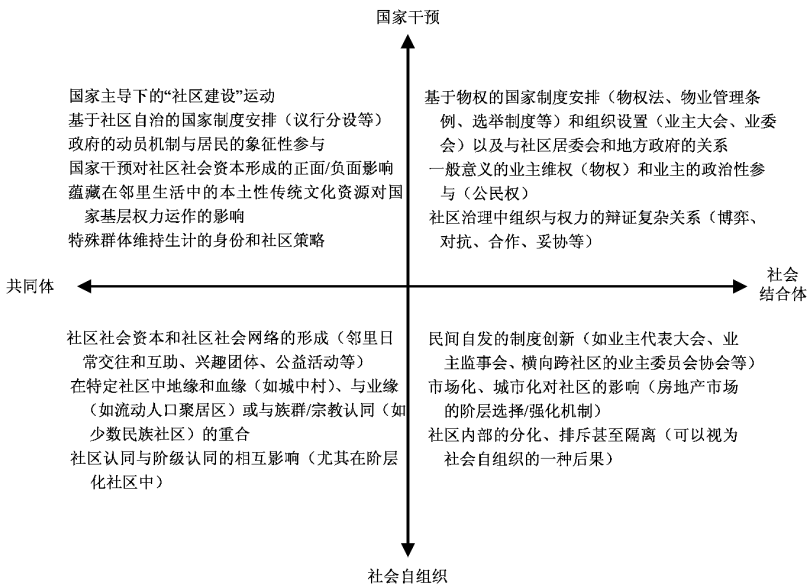 国家干预
国家主导下的“社区建设”运动
基于社区自治的国家制度安排（议行分设等）
政府的动员机制与居民的象征性参与
国家干预对社区社会资本形成的正面/负面影响
蕴藏在邻里生活中的本土性传统文化资源对国
家基层权力运作的影响
特殊群体维持生计的身份和社区策略
基于物权的国家制度安排（物权法、物业管理条
例、选举制度等）和组织设置（业主大会、业委
会）以及与社区居委会和地方政府的关系
一般意义的业主维权（物权）和业主的政治性参
与（公民权）
社区治理中组织与权力的辩证复杂关系（博弈、
对抗、合作、妥协等）
共同体
社会
结合体
社区社会资本和社区社会网络的形成（邻里日
常交往和互助、兴趣团体、公益活动等）
在特定社区中地缘和血缘（如城中村）、与业缘
（如流动人口聚居区）或与族群/宗教认同（如
少数民族社区）的重合
社区认同与阶级认同的相互影响（尤其在阶层
化社区中）
民间自发的制度创新（如业主代表大会、业
主监事会、横向跨社区的业主委员会协会等）
市场化、城市化对社区的影响（房地产市场
的阶层选择/强化机制）
社区内部的分化、排斥甚至隔离（可以视为
社会自组织的一种后果）
社会自组织